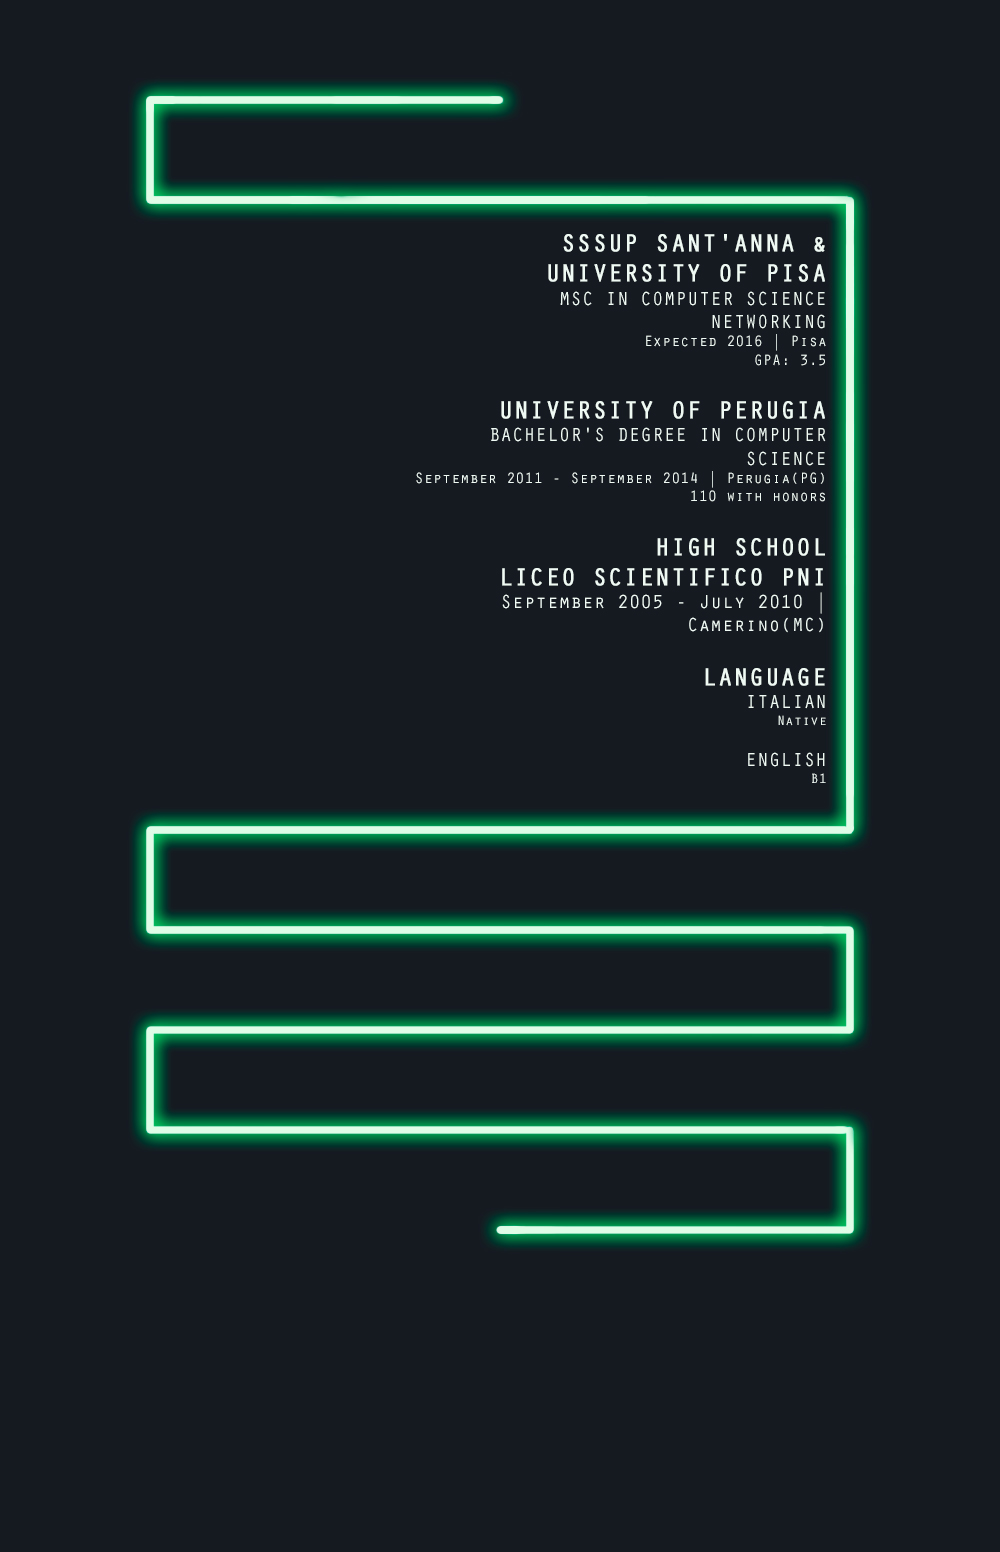 SSSUP SANT'ANNA &
UNIVERSITY OF PISA
MSC IN COMPUTER SCIENCE
NETWORKING
Expected 2016 | Pisa
GPA: 3.5
UNIVERSITY OF PERUGIA
BACHELOR'S DEGREE IN COMPUTER
SCIENCE
September 2011 - September 2014 | Perugia(PG)
110 with honors
HIGH SCHOOL
LICEO SCIENTIFICO PNI
September 2005 - July 2010 |
Camerino(MC)
LANGUAGE
ITALIAN
Native
ENGLISH
B1